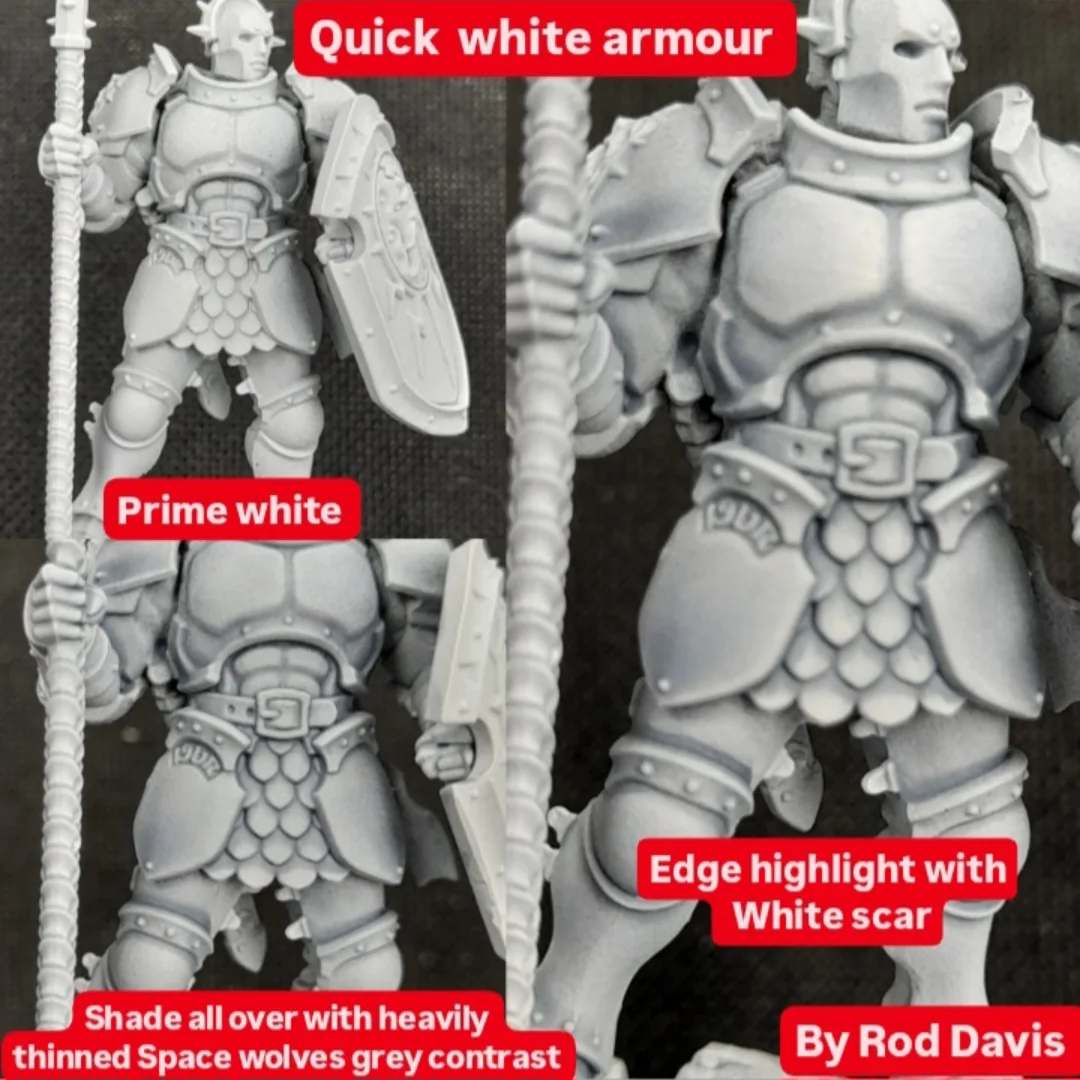 Quick white armour
Prime white
Shade all over with heavily
thinned Space wolves grey contrast
Edge highlight with
White scar
By Rod Davis